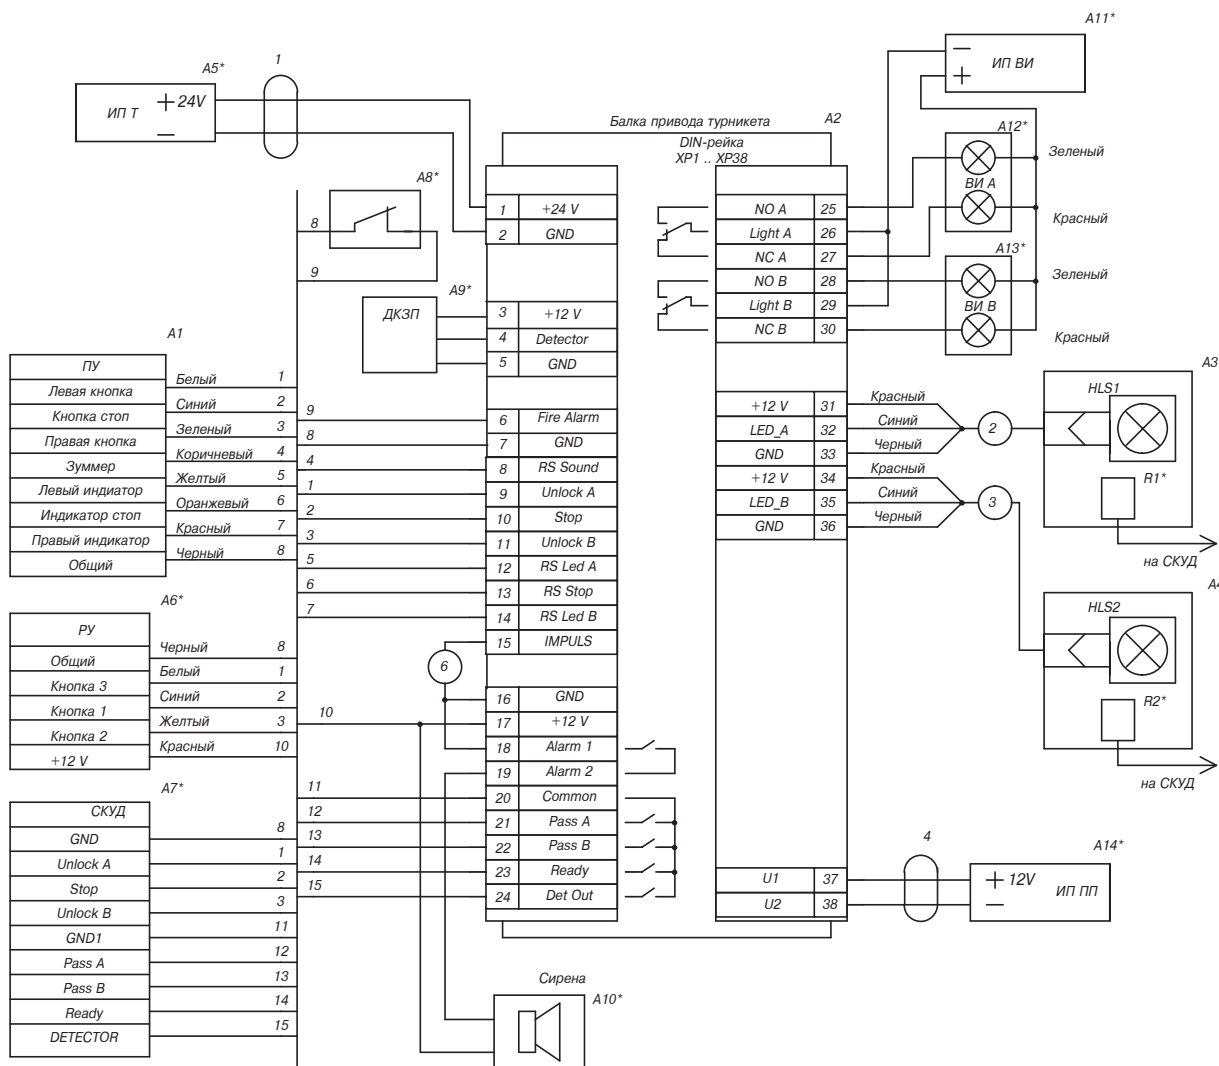 A11*
ИП ВИ
−
+
A5*
1
ИП Т
+ 24V
−
Балка привода турникета
A2
DIN-рейка
XP1 .. XP38
A12*
Зеленый
ВИ А
Красный
A13*
Зеленый
ВИ В
Красный
A8*
8
9
1 +24 V
2 GND
A9*
ДКЗП
3 +12 V
4 Detector
5 GND
NO A 25
Light A 26
NC A 27
NO B 28
Light B 29
NC B 30
A1
ПУ
Левая кнопка Белый 1
Кнопка стоп Синий 2
Правая кнопка Зеленый 3
Зуммер Коричневый 4
Левый индиатор Желтый 5
Индикатор стоп Оранжевый 6
Правый индикатор Красный 7
Общий Черный 8
9 6 Fire Alarm
8 7 GND
4 8 RS Sound
1 9 Unlock A
2 10 Stop
3 11 Unlock B
5 12 RS Led A
6 13 RS Stop
7 14 RS Led B
15 IMPULS
6
16 GND
10 17 +12 V
18 Alarm 1
19 Alarm 2
11 20 Common
12 21 Pass A
13 22 Pass B
14 23 Ready
15 24 Det Out
+12 V 31 Красный
LED_A 32 Синий
GND 33 Черный
+12 V 34 Красный
LED_B 35 Синий
GND 36 Черный
2
3
A3
HLS1
R1*
на СКУД
A4
HLS2
R2*
на СКУД
A6*
РУ
Общий Черный 8
Кнопка 3 Белый 1
Кнопка 1 Синий 2
Кнопка 2 Желтый 3
+12 V Красный 10
A7*
СКУД
GND 8
Unlock A 1
Stop 2
Unlock B 3
GND1 11
Pass A 12
Pass B 13
Ready 14
DETECTOR 15
U1 37
U2 38
4
A14*
+ 12V
−
ИП ПП
Сирена
A10*